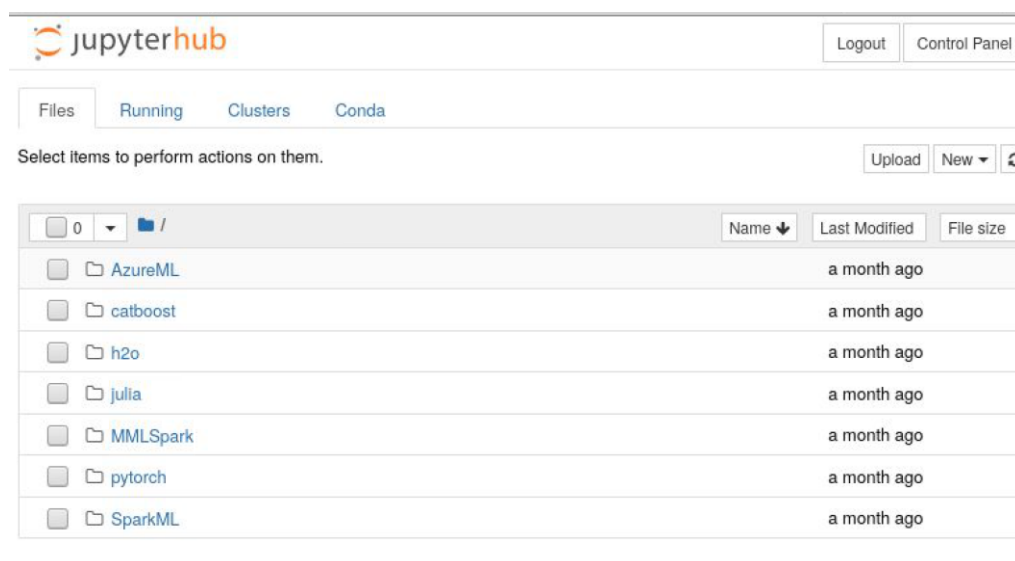 jupyterhub Logout Control Panel
Files Running Clusters Conda
Select items to perform actions on them. Upload New
0 / Name Last Modified File size
AzureML a month ago
catboost a month ago
h2o a month ago
julia a month ago
MMLSpark a month ago
pytorch a month ago
SparkML a month ago